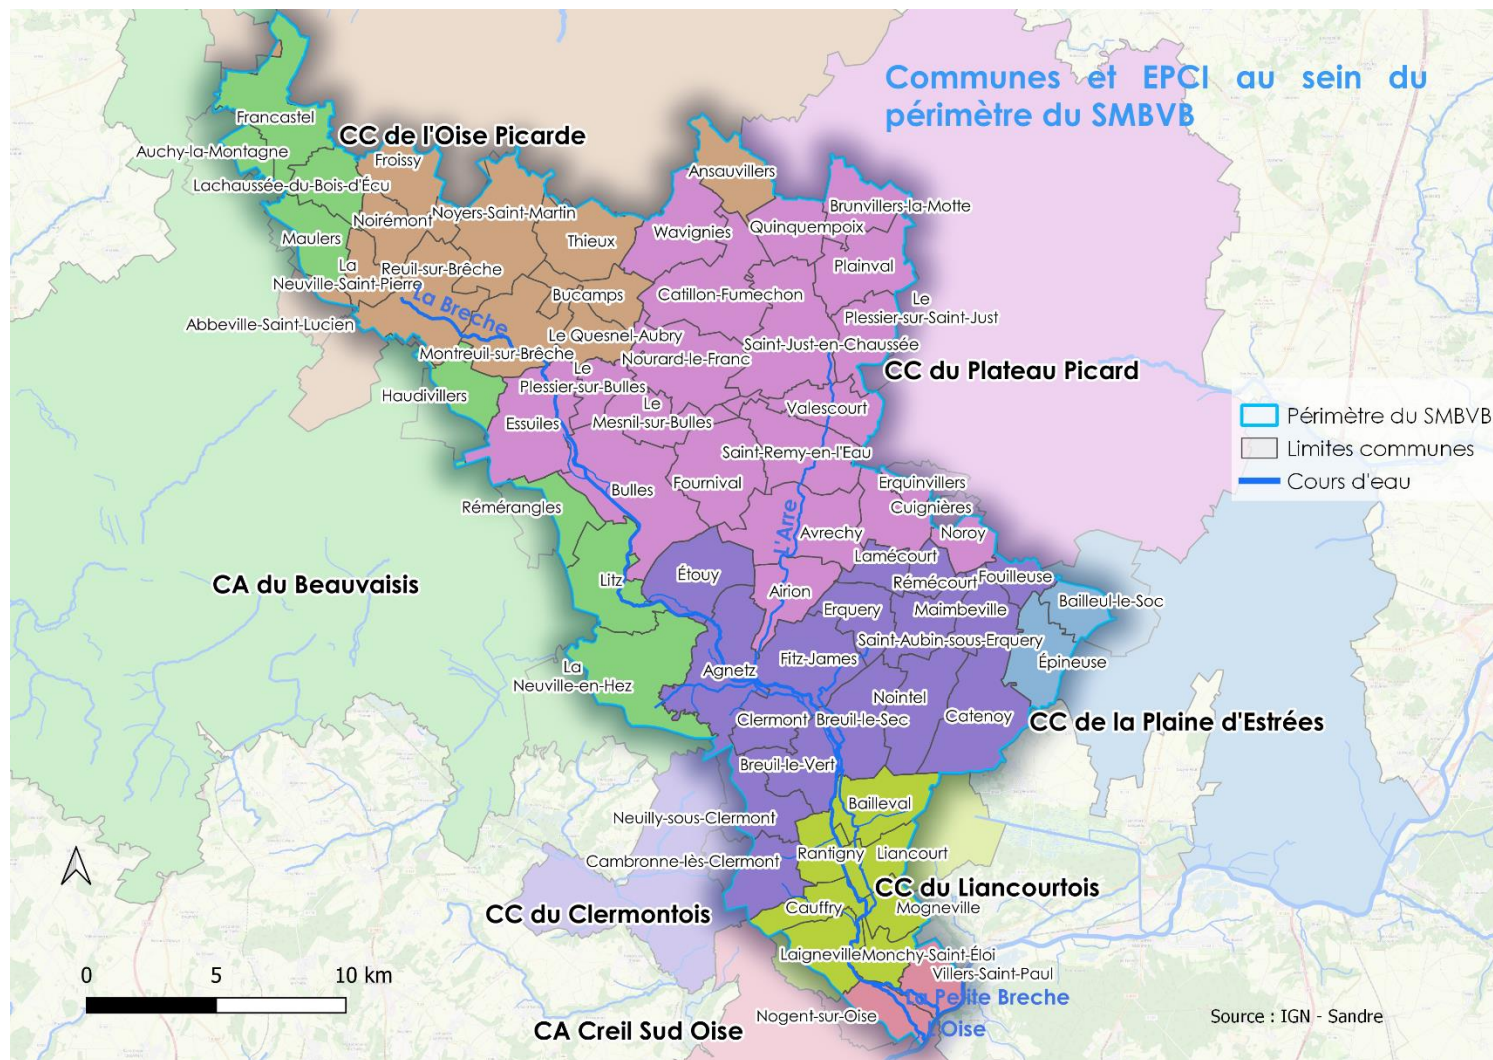 Communes et EPCI au sein du
périmètre du SMBVB
Francastel
CC de l'Oise Picarde
Auchy-la-Montagne
Froissy
Lachaussée-du-Bois-d'Écu
Ansauvillers
Noyers-Saint-Martin
Noirémont
Brunvillers-la-Motte
Wavignies
Quinquempoix
Maulers
Thieux
Plainval
La
Neuville-Saint-Pierre
Reuil-sur-Brêche
Bucamps
Catillon-Fumechon
Le
Plessier-sur-Saint-Just
La Breche
Abbeville-Saint-Lucien
Le Quesnel-Aubry
Saint-Just-en-Chaussée
Montreuil-sur-Brêche
Nourard-le-Franc
CC du Plateau Picard
Le
Plessier-sur-Bulles
Haudivillers
Le
Mesnil-sur-Bulles
Valescourt
Essuiles
Périmètre du SMBVB
Limites communes
Cours d'eau
Saint-Remy-en-l'Eau
Fournival
Erquinvillers
Bulles
Rémérangles
Cuignières
L'Arre
Avrechy
Noroy
Lamécourt
CA du Beauvaisis
Litz
Étouy
Rémécourt
Fouilleuse
Airion
Bailleul-le-Soc
Erquery
Maimbeville
Saint-Aubin-sous-Erquery
Fitz-James
Épineuse
Agnetz
La
Neuville-en-Hez
Nointel
Clermont
Breuil-le-Sec
Catenoy
CC de la Plaine d'Estrées
Breuil-le-Vert
Bailleval
Neuilly-sous-Clermont
Rantigny
Liancourt
Cambronne-lès-Clermont
CC du Liancourtois
Cauffry
Mogneville
CC du Clermontois
Laigneville
Monchy-Saint-Éloi
Villers-Saint-Paul
La Petite Breche
Nogent-sur-Oise
L'Oise
CA Creil Sud Oise
0 5 10 km
Source : IGN - Sandre